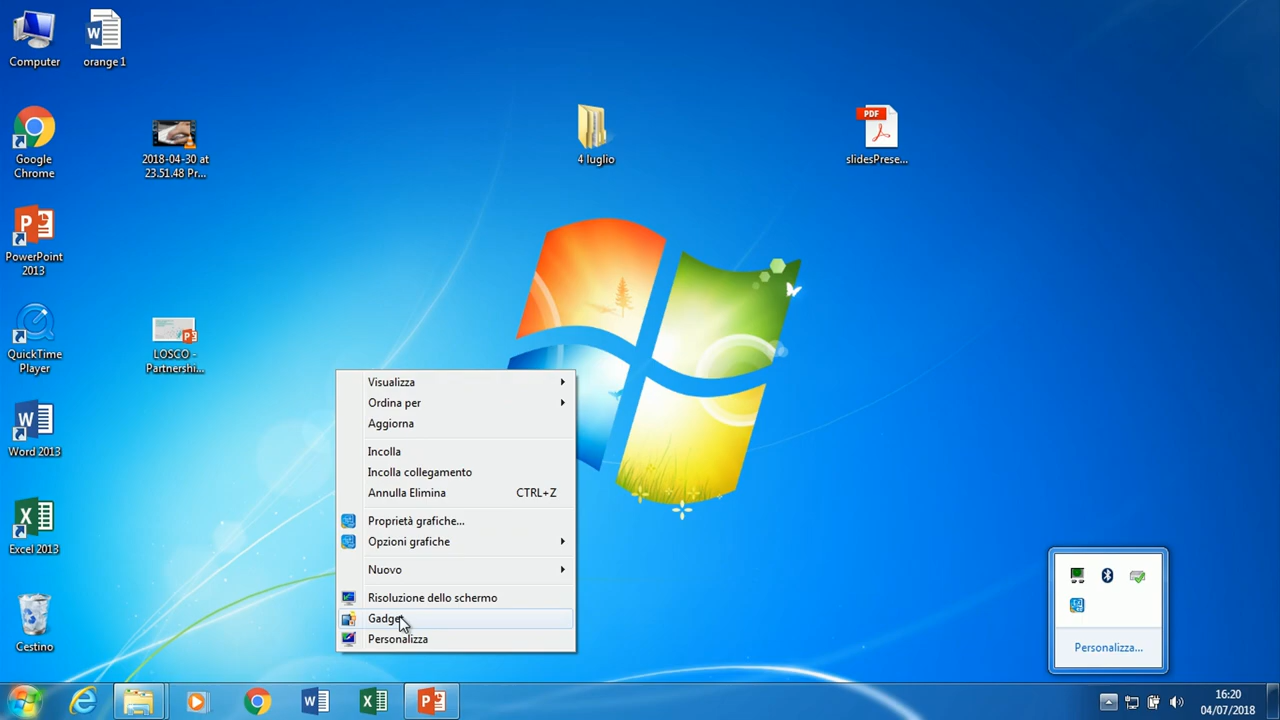 Computer
orange 1
Google
Chrome
2018-04-30 at
23.51.48 Pr...
4 luglio
PDF
slidesPrese...
PowerPoint
2013
QuickTime
Player
LOSCO -
Partnershi...
Word 2013
Excel 2013
Cestino
Visualizza
Ordina per
Aggiorna
Incolla
Incolla collegamento
Annulla Elimina CTRL+Z
Proprietà grafiche...
Opzioni grafiche
Nuovo
Risoluzione dello schermo
Gadget
Personalizza
Personalizza...
16:20
04/07/2018